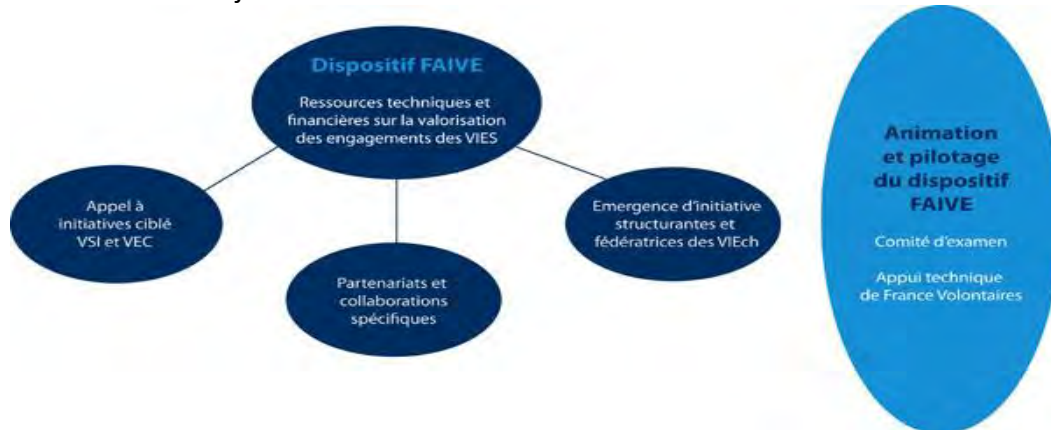 Dispositif FAIVE
Ressources techniques et
financières sur la valorisation
des engagements des VIES
Appel à
initiatives ciblé
VSI et VEC
Partenariats et
collaborations
spécifiques
Emergence d'initiative
structurantes et
fédératrices des VIEch
Animation
et pilotage
du dispositif
FAIVE
Comité d'examen
Appui technique
de France Volontaires